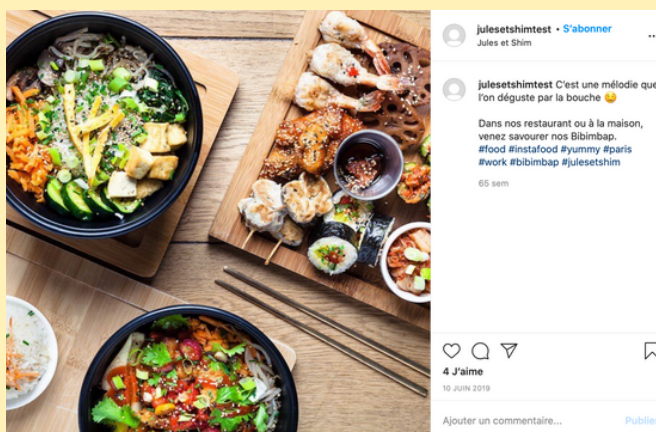 julesetshimtest • S'abonner
Jules et Shim
julesetshimtest C'est une mélodie que
l'on déguste par la bouche
Dans nos restaurant ou à la maison,
venez savourer nos Bibimbap.
#food #instafood #yummy #paris
#work #bibimbap #julesetshim
65 sem
4 J'aime
10 JUIN 2019
Ajouter un commentaire... Publier